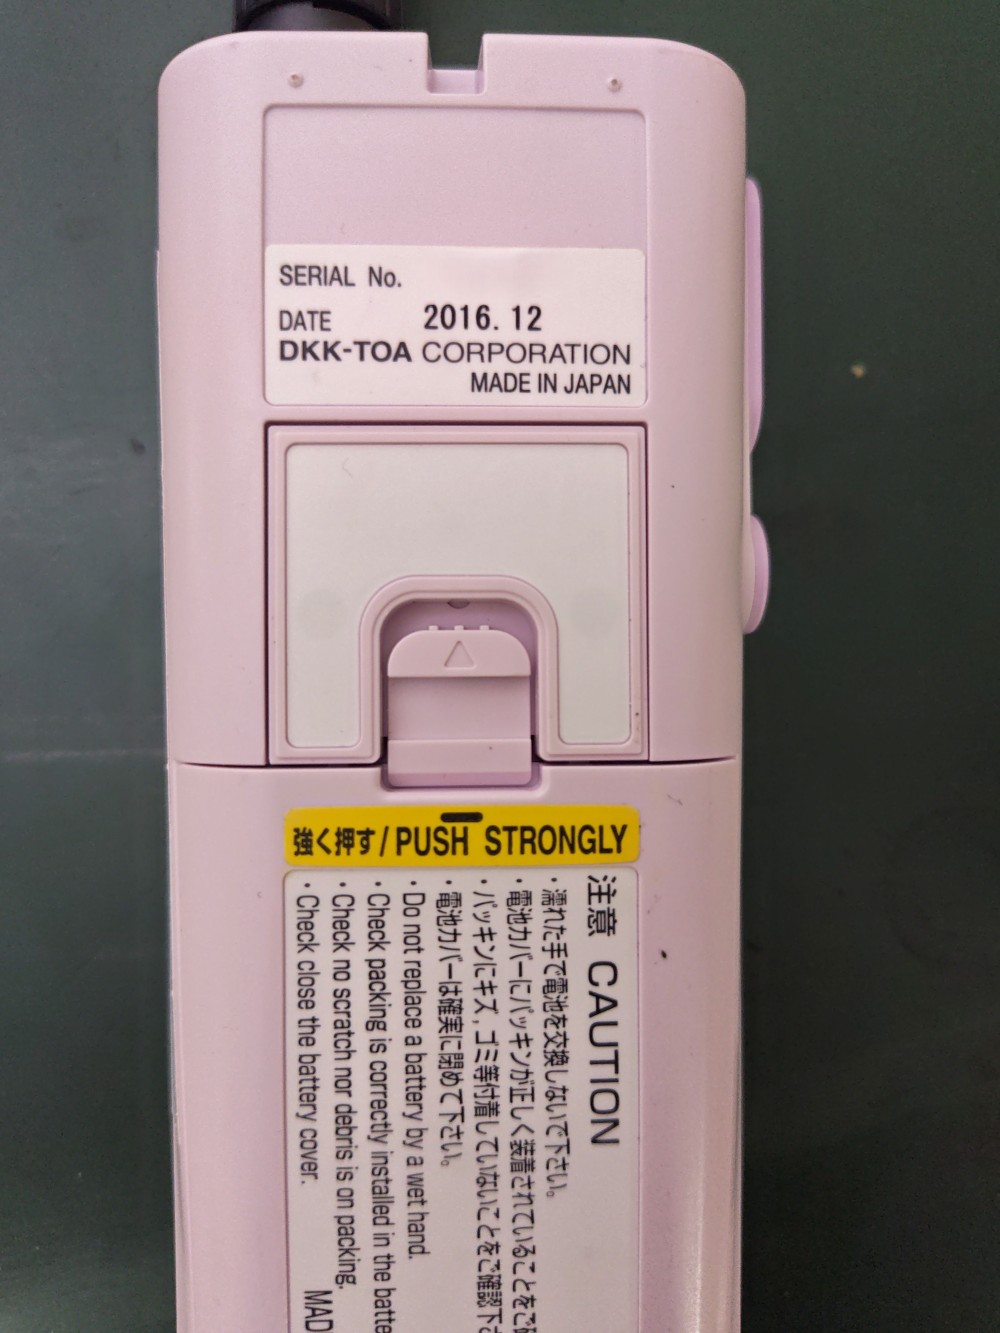 SERIAL No.
DATE 2016.12
DKK-TOA CORPORATION
MADE IN JAPAN
強く押す/PUSH STRONGLY
注意 CAUTION
・濡れた手で電池を交換しないで下さい。
・電池カバーにパッキンが正しく装着されていることをご
・パッキンにキズ,ゴミ等付着していないことをご確認下さ
・電池カバーは確実に閉めて下さい。
・Do not replace a battery by a wet hand.
・Check packing is correctly installed in the batte
・Check no scratch nor debris is on packing.
・Check close the battery cover.
MAD